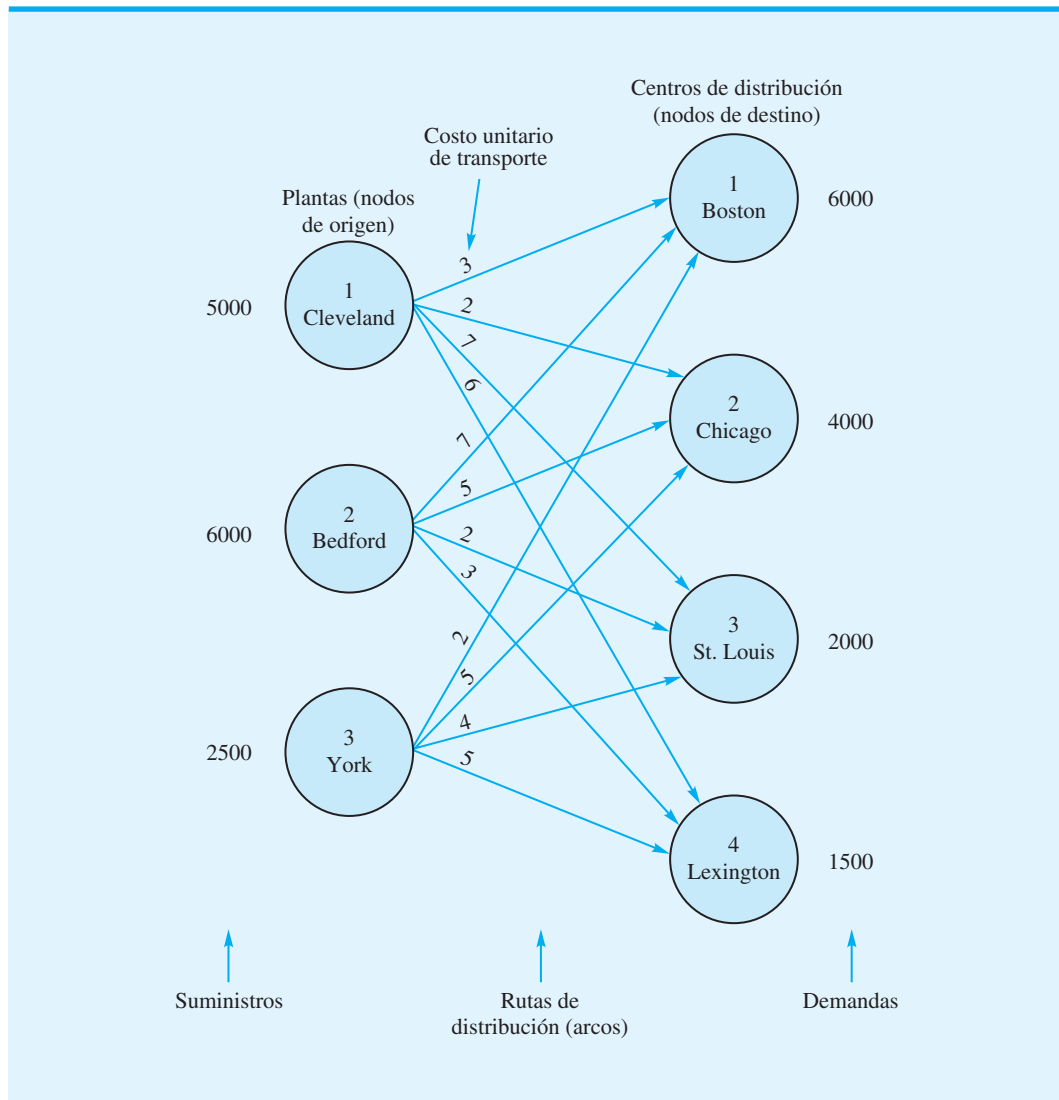 Centros de distribución
(nodos de destino)
Costo unitario
de transporte
Plantas (nodos
de origen)
1
Boston
6000
5000
1
Cleveland
3
2
7
6
2
Chicago
4000
6000
2
Bedford
7
5
2
3
3
St. Louis
2000
2500
3
York
2
5
4
5
4
Lexington
1500
Suministros
Rutas de
distribución (arcos)
Demandas